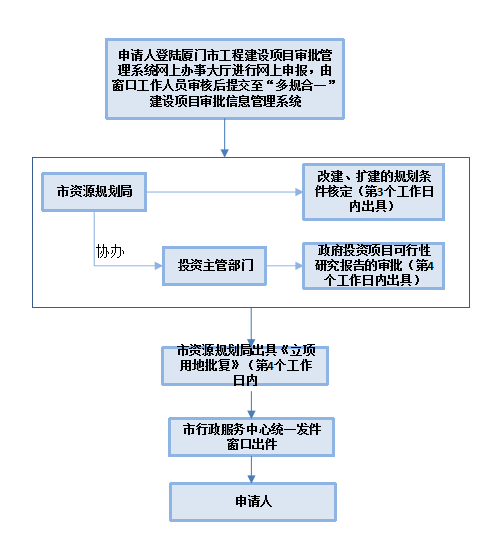 申请人登陆厦门市工程建设项目审批管
理系统网上办事大厅进行网上申报，由
窗口工作人员审核后提交至“多规合一”
建设项目审批信息管理系统
市资源规划局
改建、扩建的规划条
件核定（第3个工作日
内出具）
协办
投资主管部门
政府投资项目可行性
研究报告的审批（第4
个工作日内出具）
市资源规划局出具《立项
用地批复》（第4个工作
日内
市行政服务中心统一发件
窗口出件
申请人